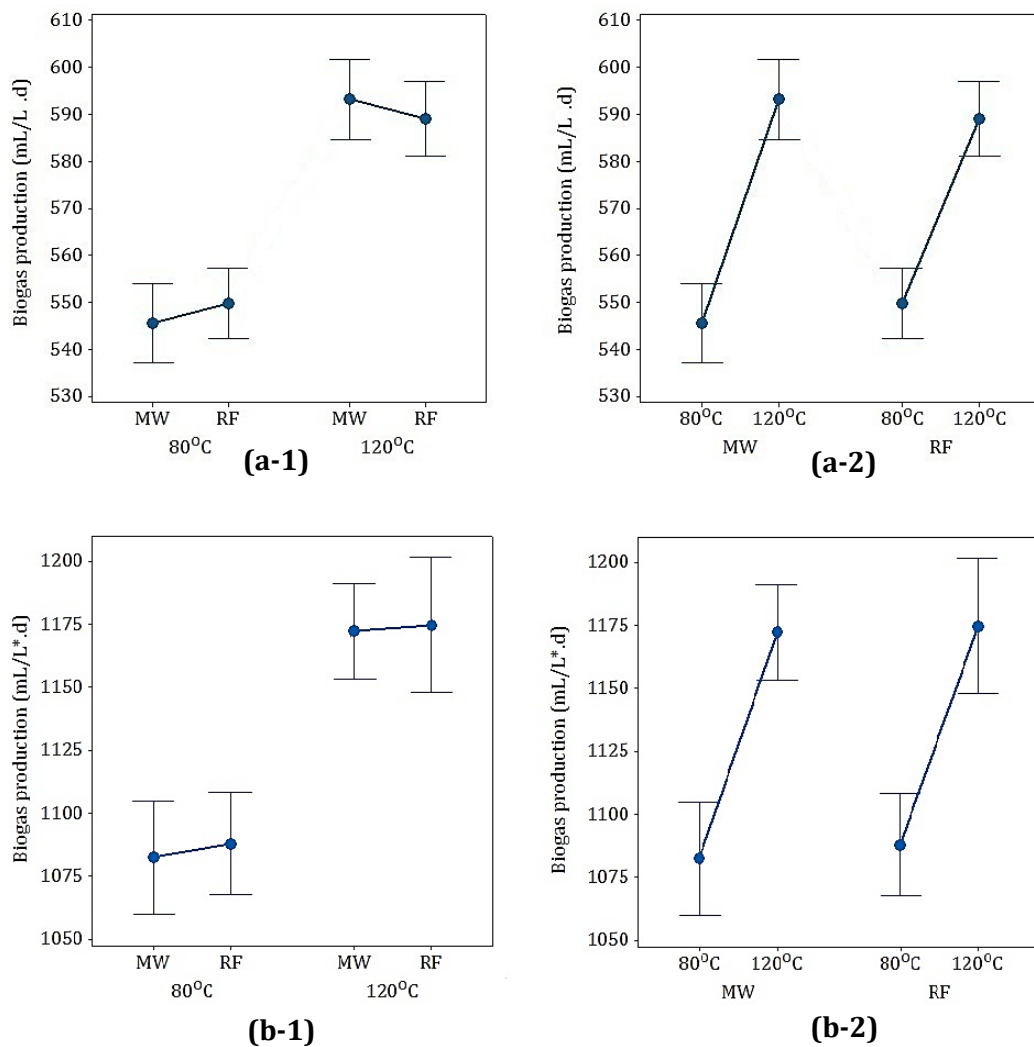 Biogas production (mL/L .d)
610
600
590
580
570
560
550
540
530
MW RF MW RF
80°C 120°C
(a-1)
Biogas production (mL/L .d)
610
600
590
580
570
560
550
540
530
80°C 120°C 80°C 120°C
MW RF
(a-2)
Biogas production (mL/L*.d)
1200
1175
1150
1125
1100
1075
1050
MW RF MW RF
80°C 120°C
(b-1)
Biogas production (mL/L*.d)
1200
1175
1150
1125
1100
1075
1050
80°C 120°C 80°C 120°C
MW RF
(b-2)